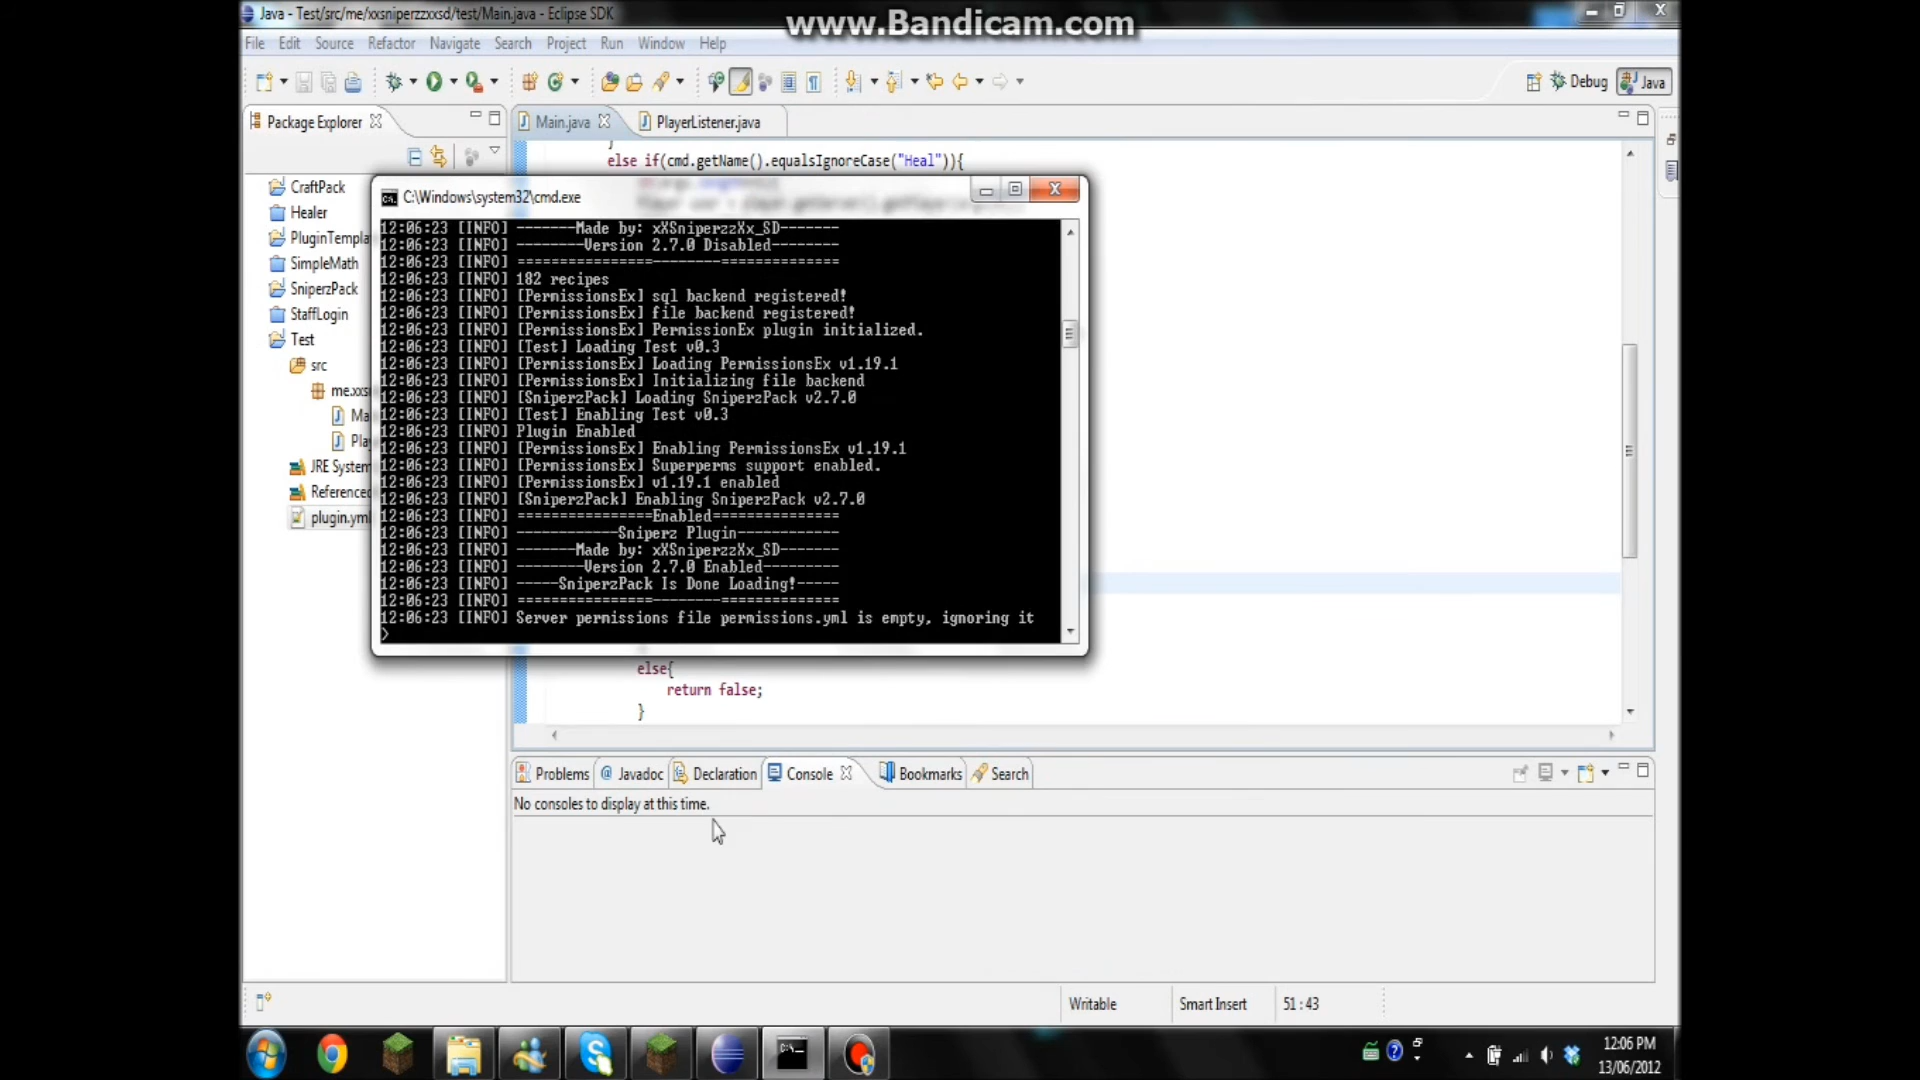 Java - Test/src/me/xxsniperzzxxsd/test/Main.java - Eclipse SDK
www.Bandicam.com
File Edit Source Refactor Navigate Search Project Run Window Help
Debug Java
Package Explorer
Main.java PlayerListener.java
else if(cmd.getName().equalsIgnoreCase("Heal")){
CraftPack
Healer
PluginTempla
SimpleMath
SniperzPack
StaffLogin
Test
src
me.xxs
Ma
Pla
JRE System
Referenced
plugin.yml
C:\Windows\system32\cmd.exe
12:06:23 [INFO] -------Made by: xXSniperzzXx_SD-------
12:06:23 [INFO] --------Version 2.7.0 Disabled--------
12:06:23 [INFO] ================--------==============
12:06:23 [INFO] 182 recipes
12:06:23 [INFO] [PermissionsEx] sql backend registered!
12:06:23 [INFO] [PermissionsEx] file backend registered!
12:06:23 [INFO] [PermissionsEx] PermissionEx plugin initialized.
12:06:23 [INFO] [Test] Loading Test v0.3
12:06:23 [INFO] [PermissionsEx] Loading PermissionsEx v1.19.1
12:06:23 [INFO] [PermissionsEx] Initializing file backend
12:06:23 [INFO] [SniperzPack] Loading SniperzPack v2.7.0
12:06:23 [INFO] [Test] Enabling Test v0.3
12:06:23 [INFO] Plugin Enabled
12:06:23 [INFO] [PermissionsEx] Enabling PermissionsEx v1.19.1
12:06:23 [INFO] [PermissionsEx] Superperms support enabled.
12:06:23 [INFO] [PermissionsEx] v1.19.1 enabled
12:06:23 [INFO] [SniperzPack] Enabling SniperzPack v2.7.0
12:06:23 [INFO] ================Enabled===============
12:06:23 [INFO] ------------Sniperz Plugin------------
12:06:23 [INFO] -------Made by: xXSniperzzXx_SD-------
12:06:23 [INFO] --------Version 2.7.0 Enabled---------
12:06:23 [INFO] -----SniperzPack Is Done Loading!-----
12:06:23 [INFO] ================--------==============
12:06:23 [INFO] Server permissions file permissions.yml is empty, ignoring it
>
else{
return false;
}
Problems @ Javadoc Declaration Console Bookmarks Search
No consoles to display at this time.
Writable Smart Insert 51 : 43
12:06 PM
13/06/2012